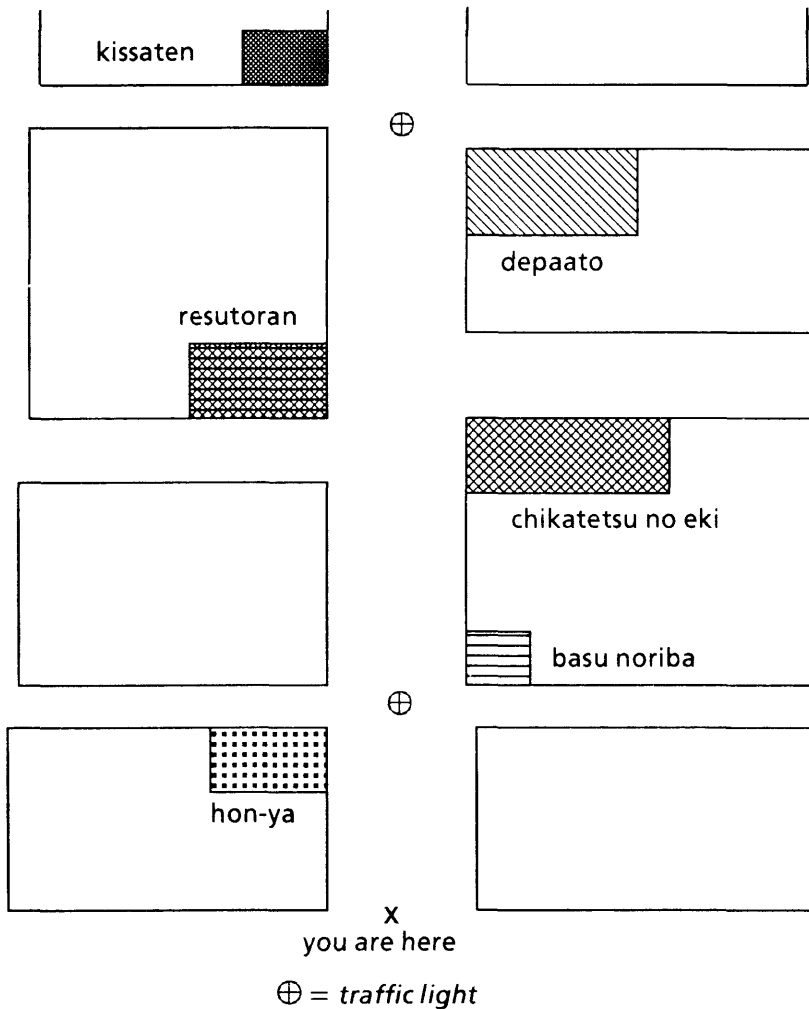 kissaten
depaato
resutoran
chikatetsu no eki
basu noriba
hon-ya
X
you are here
⊕ = traffic light